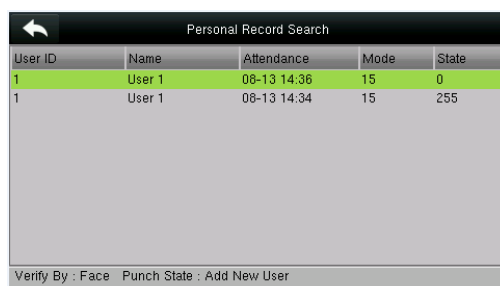 Personal Record Search
User ID Name Attendance Mode State
1 User 1 08-13 14:36 15 0
1 User 1 08-13 14:34 15 255
Verify By : Face Punch State : Add New User